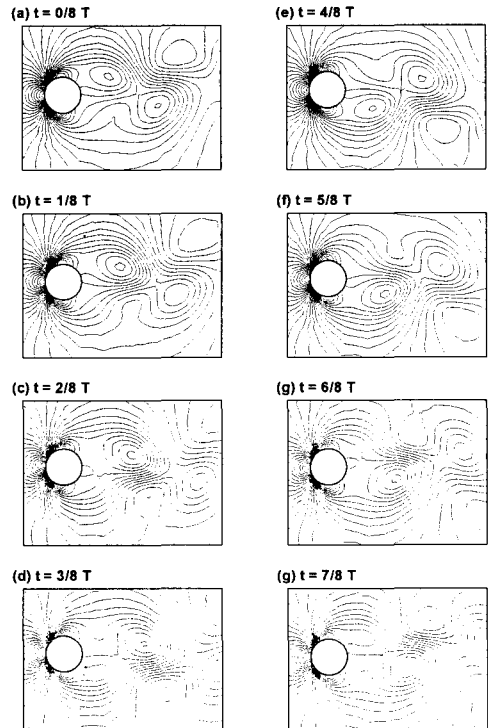 (a) t = 0/8 T
(e) t = 4/8 T
(b) t = 1/8 T
(f) t = 5/8 T
(c) t = 2/8 T
(g) t = 6/8 T
(d) t = 3/8 T
(g) t = 7/8 T